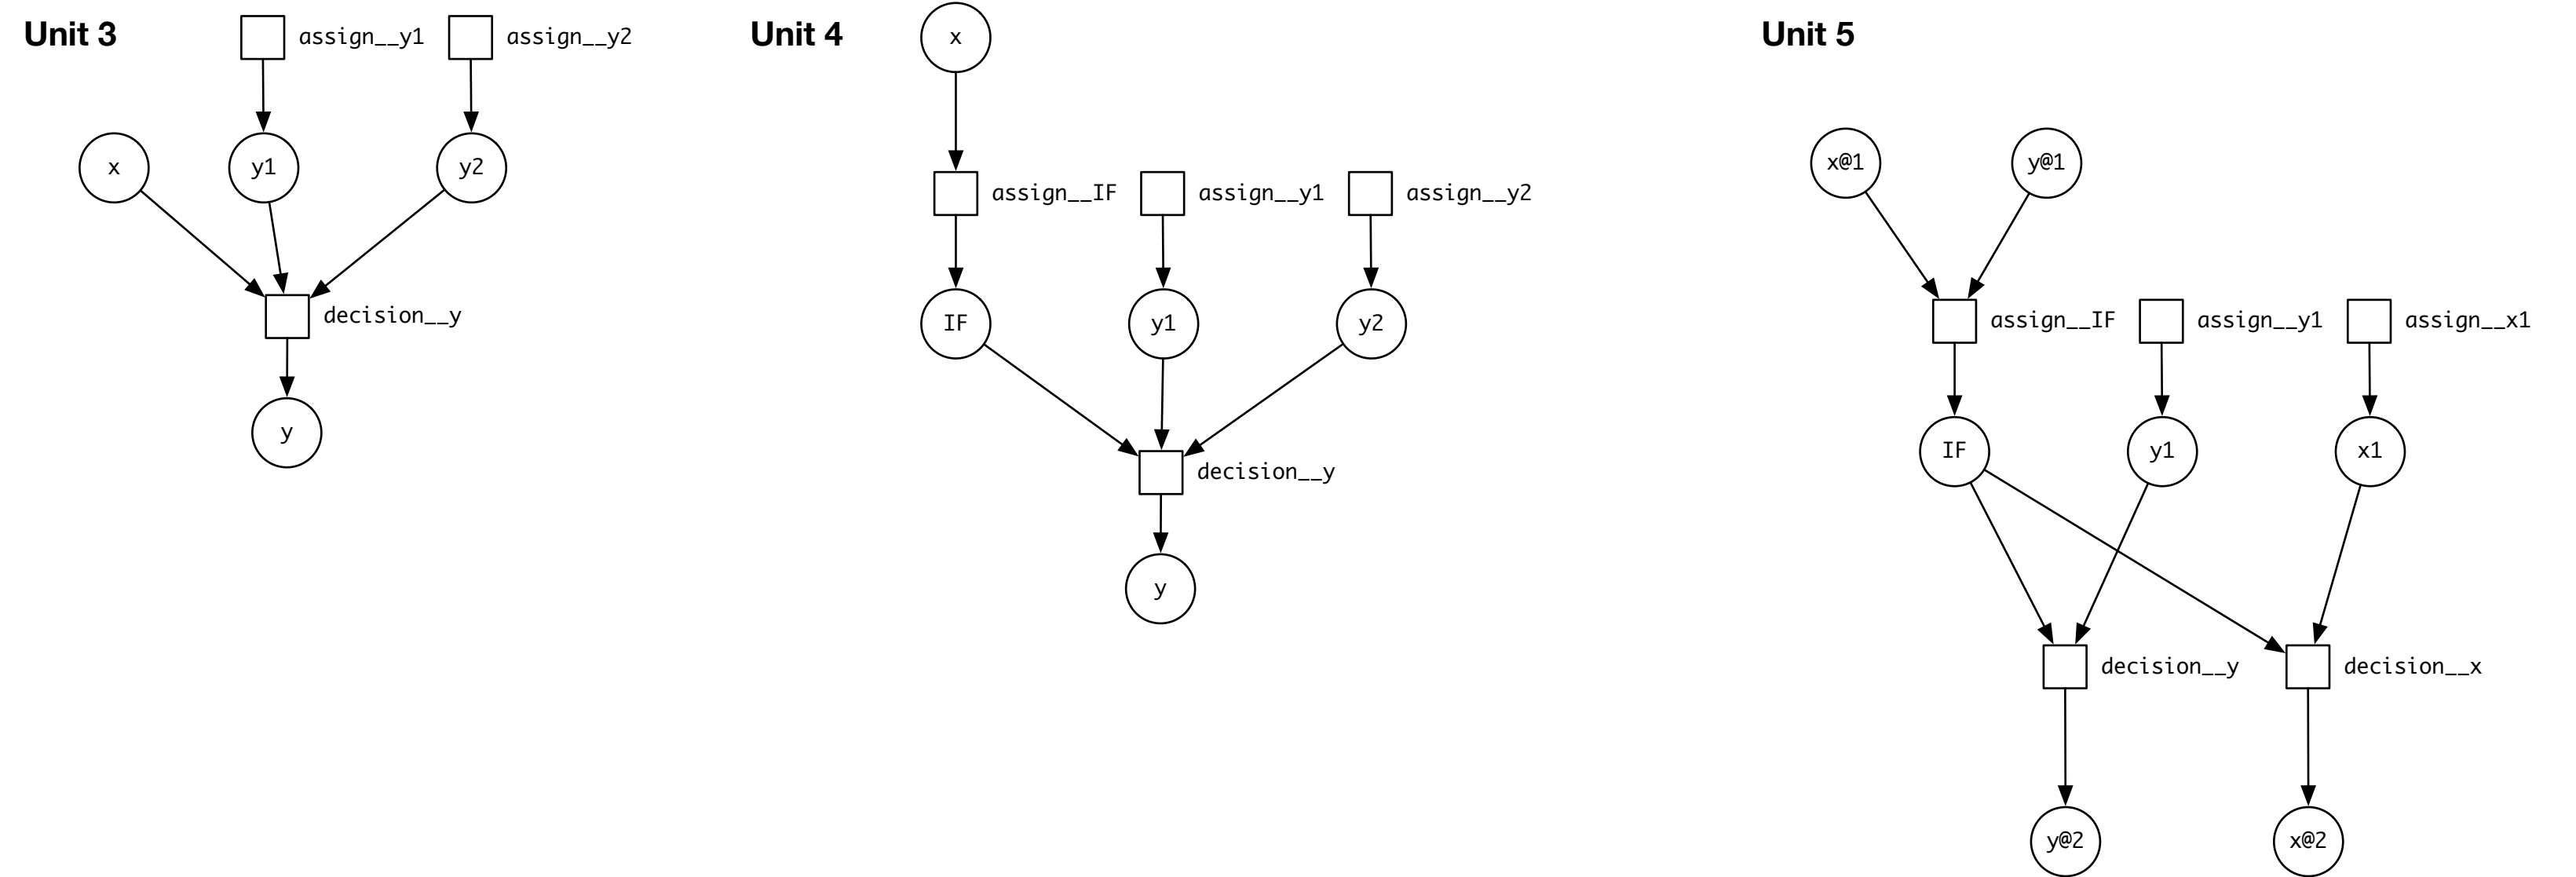 Unit 3
assign__y1
assign__y2
x
y1
y2
decision__y
y
Unit 4
x
assign__IF
assign__y1
assign__y2
IF
y1
y2
decision__y
y
Unit 5
x@1
y@1
assign__IF
assign__y1
assign__x1
IF
y1
x1
decision__y
decision__x
y@2
x@2